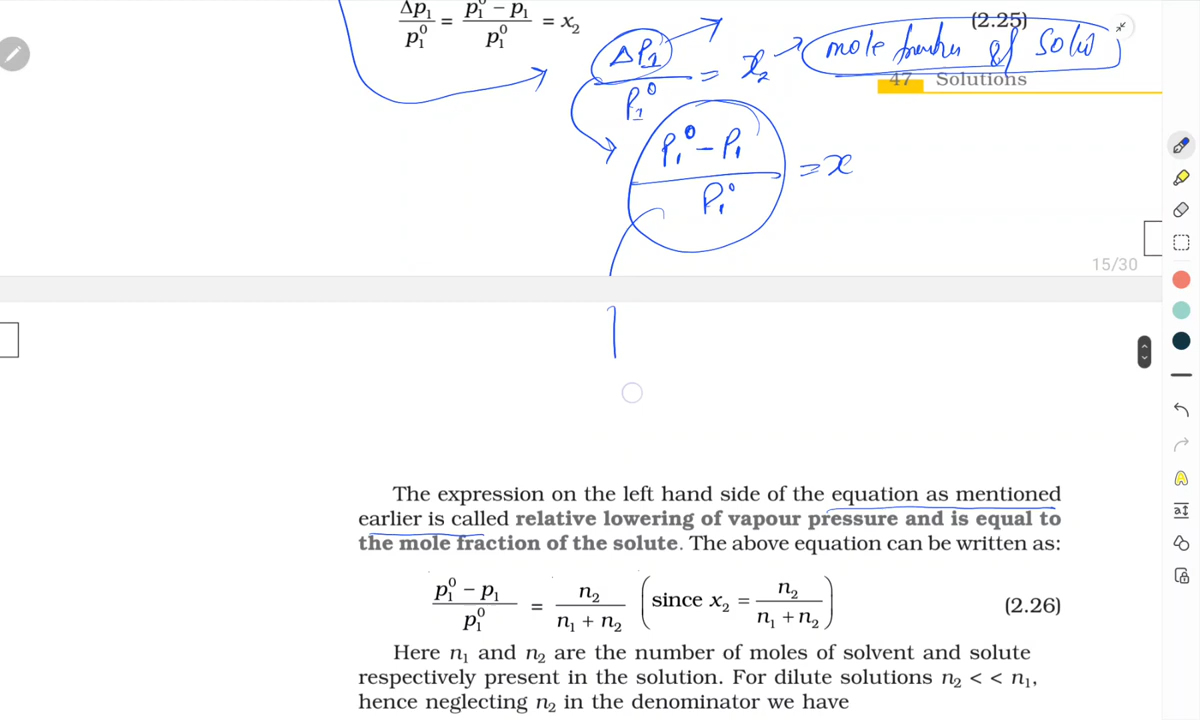 Δp₁/p₁⁰ = (p₁⁰ − p₁)/p₁⁰ = x₂
(2.25)
ΔP₁/P₁⁰ = x₂ → mole of
47 Solutions
(P₁⁰ − P₁)/P₁⁰ = x
15/30
The expression on the left hand side of the equation as mentioned
earlier is called relative lowering of vapour pressure and is equal to
the mole fraction of the solute. The above equation can be written as:
(p₁⁰ − p₁)/p₁⁰ = n₂/(n₁ + n₂) (since x₂ = n₂/(n₁ + n₂)) (2.26)
Here n₁ and n₂ are the number of moles of solvent and solute
respectively present in the solution. For dilute solutions n₂ < < n₁,
hence neglecting n₂ in the denominator we have